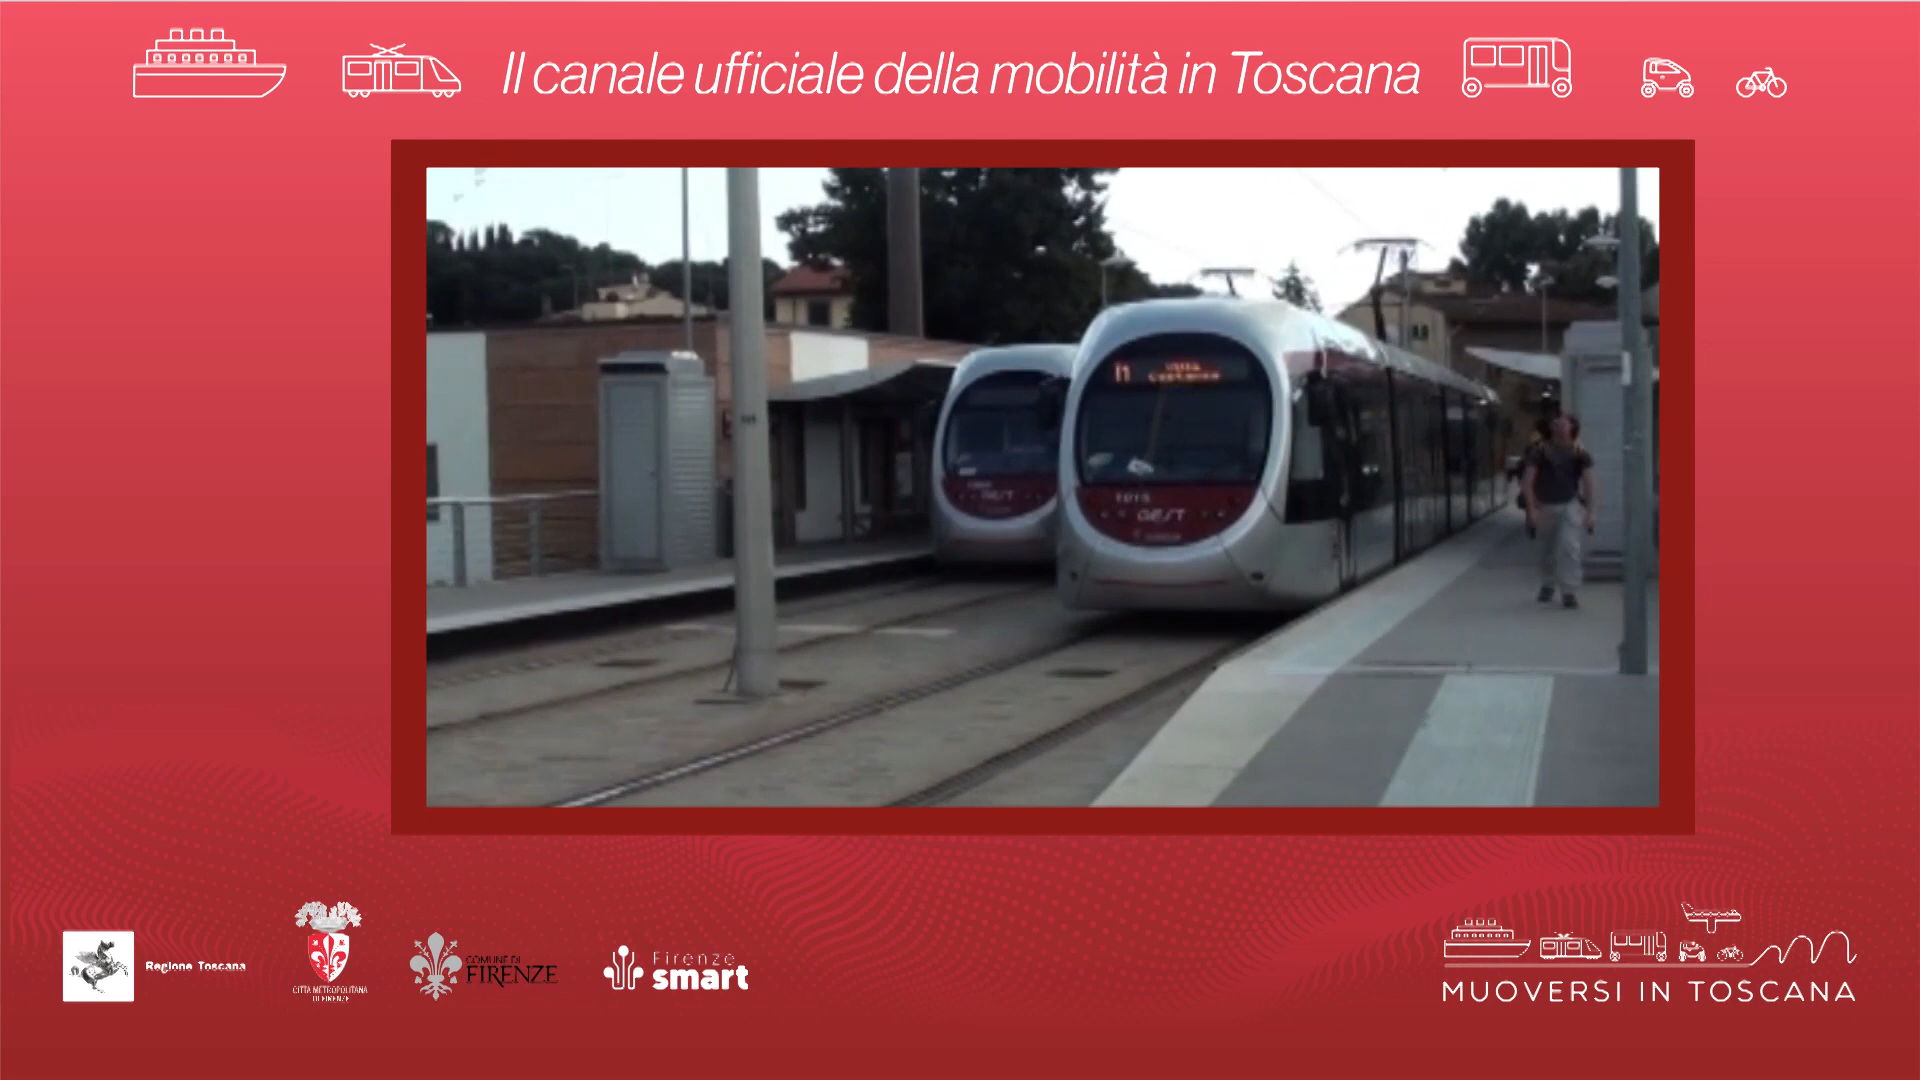 Il canale ufficiale della mobilità in Toscana
GEST
GEST
Regione Toscana
CITTÀ METROPOLITANA
DI FIRENZE
COMUNE DI
FIRENZE
Firenze
smart
MUOVERSI IN TOSCANA